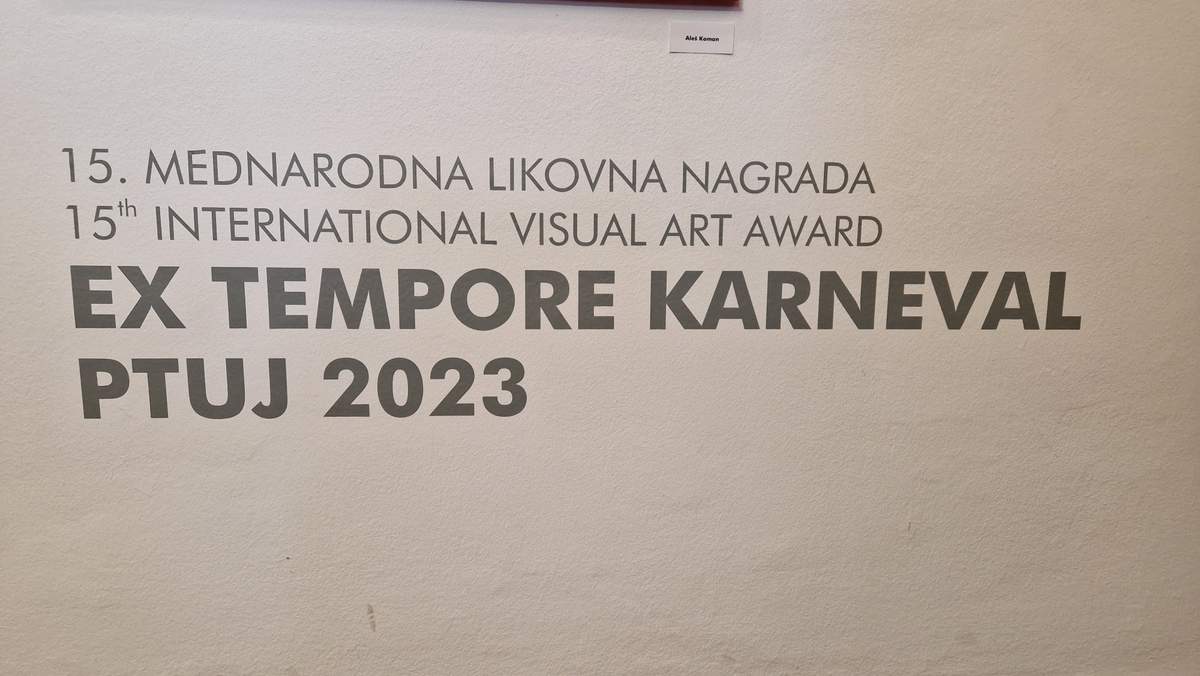 Aleš Koman
15. MEDNARODNA LIKOVNA NAGRADA
15th INTERNATIONAL VISUAL ART AWARD
EX TEMPORE KARNEVAL
PTUJ 2023